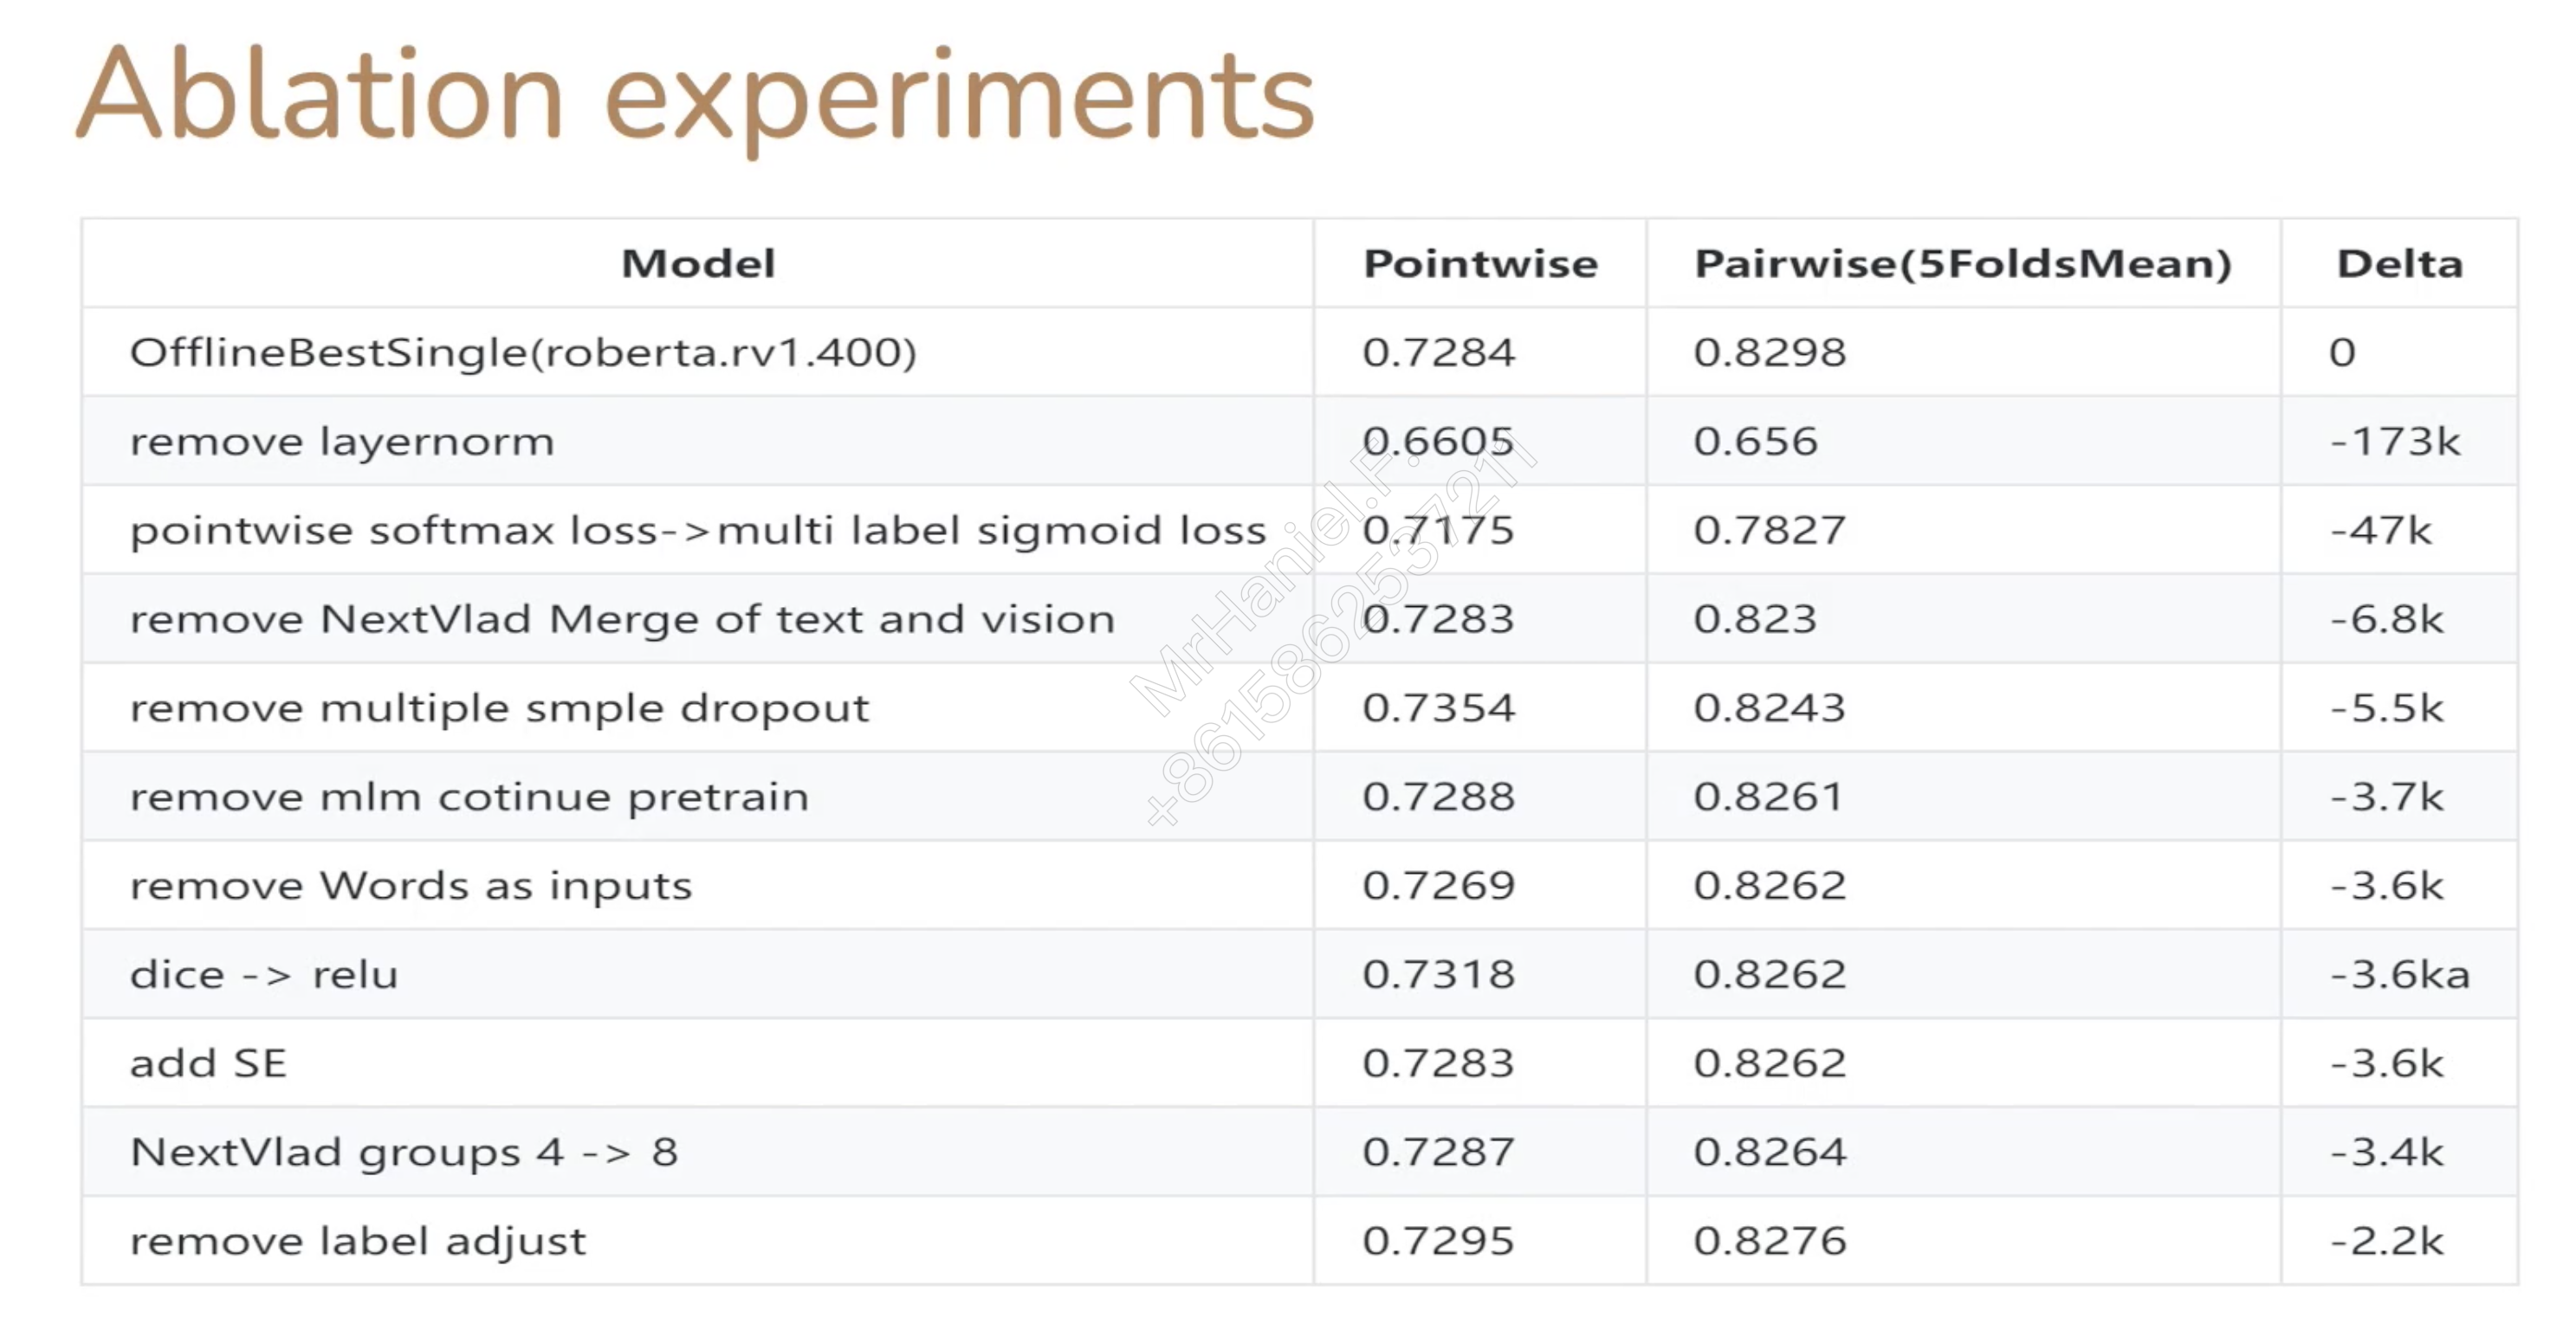 Ablation experiments
Model Pointwise Pairwise(5FoldsMean) Delta
OfflineBestSingle(roberta.rv1.400) 0.7284 0.8298 0
remove layernorm 0.6605 0.656 -173k
pointwise softmax loss->multi label sigmoid loss 0.7175 0.7827 -47k
remove NextVlad Merge of text and vision 0.7283 0.823 -6.8k
remove multiple smple dropout 0.7354 0.8243 -5.5k
remove mlm cotinue pretrain 0.7288 0.8261 -3.7k
remove Words as inputs 0.7269 0.8262 -3.6k
dice -> relu 0.7318 0.8262 -3.6ka
add SE 0.7283 0.8262 -3.6k
NextVlad groups 4 -> 8 0.7287 0.8264 -3.4k
remove label adjust 0.7295 0.8276 -2.2k
MrHaniel.F.
+8615862537211